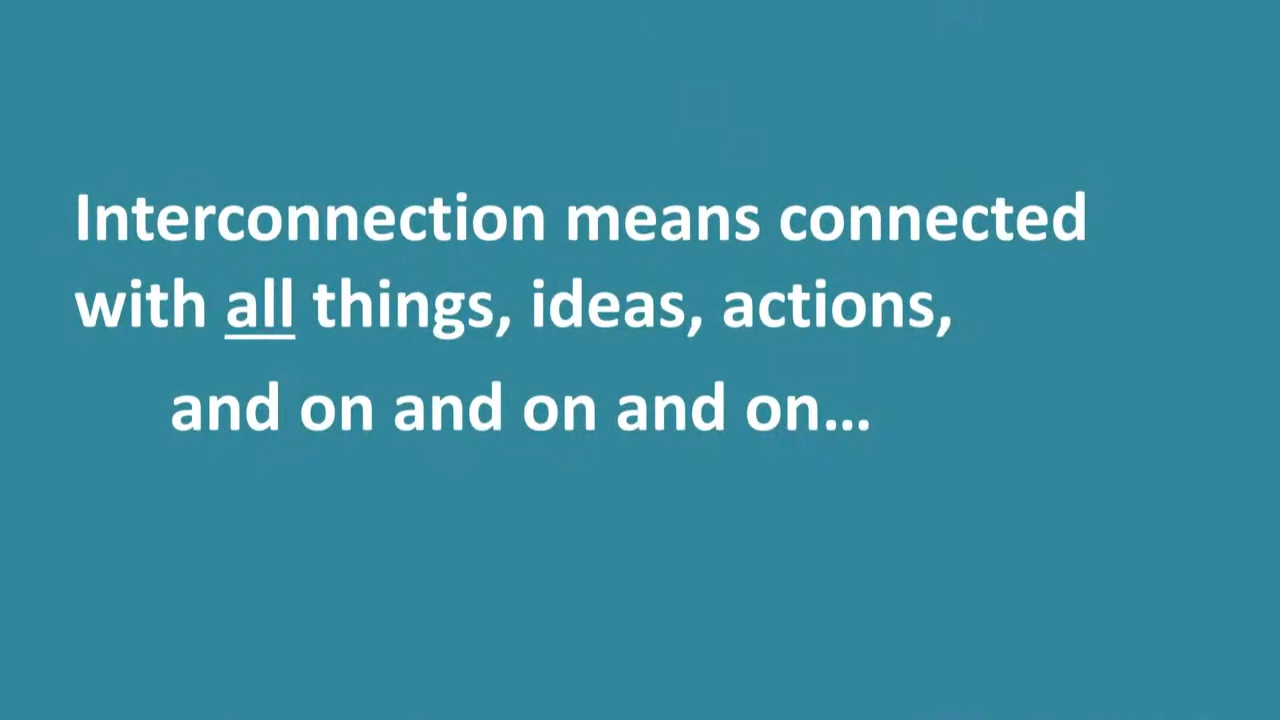 Interconnection means connected
with all things, ideas, actions,
and on and on and on...